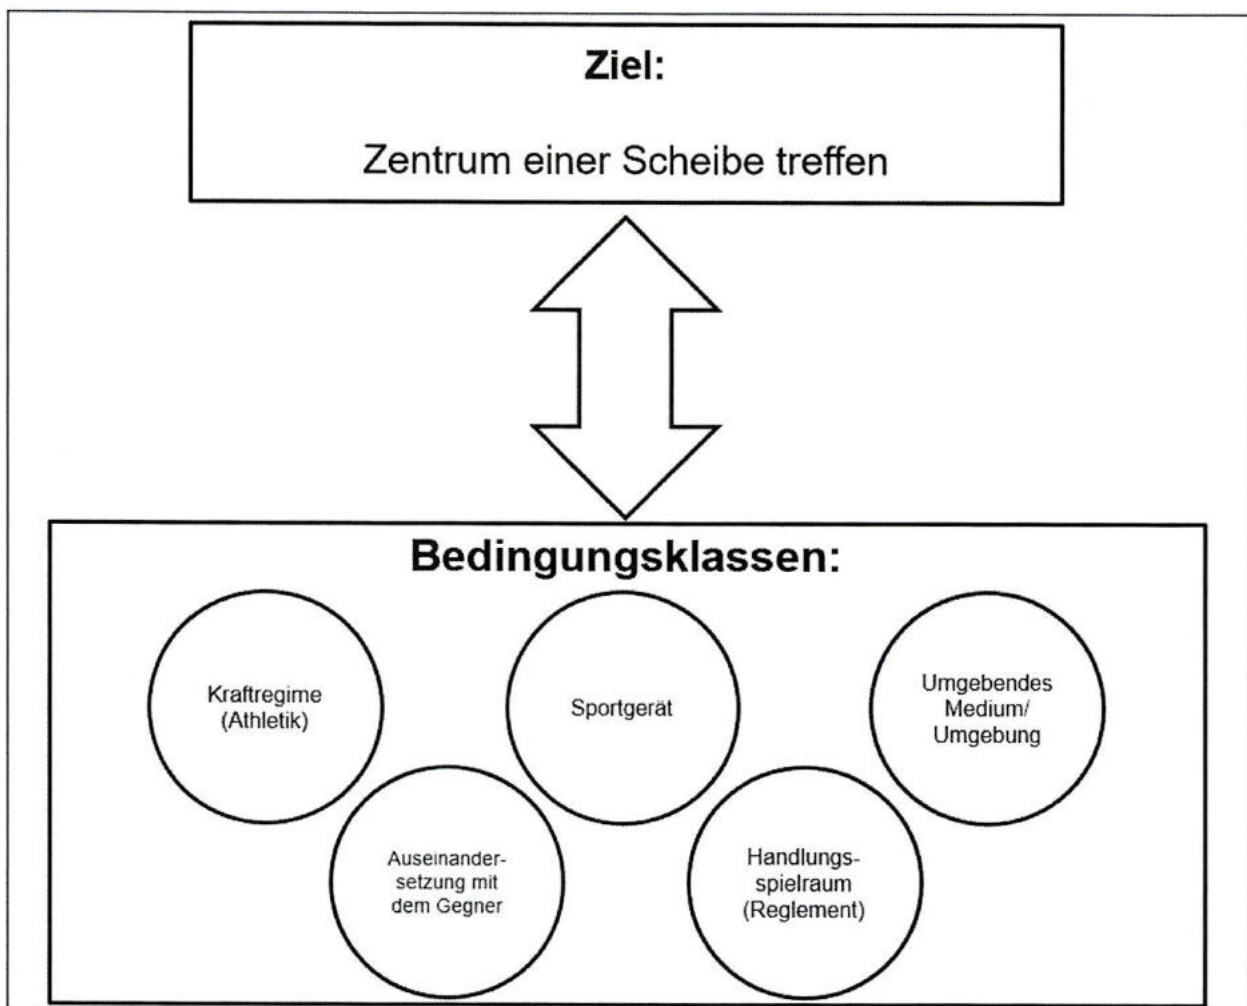 Ziel:
Zentrum einer Scheibe treffen
Bedingungsklassen:
Kraftregime
(Athletik)
Sportgerät
Umgebendes
Medium/
Umgebung
Auseinander-
setzung mit
dem Gegner
Handlungs-
spielraum
(Reglement)